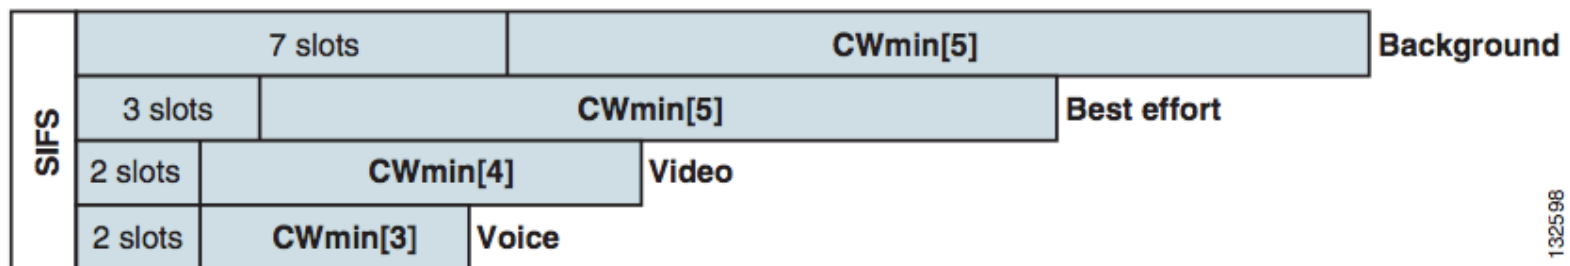 SIFS
7 slots CWmin[5] Background
3 slots CWmin[5] Best effort
2 slots CWmin[4] Video
2 slots CWmin[3] Voice
132598